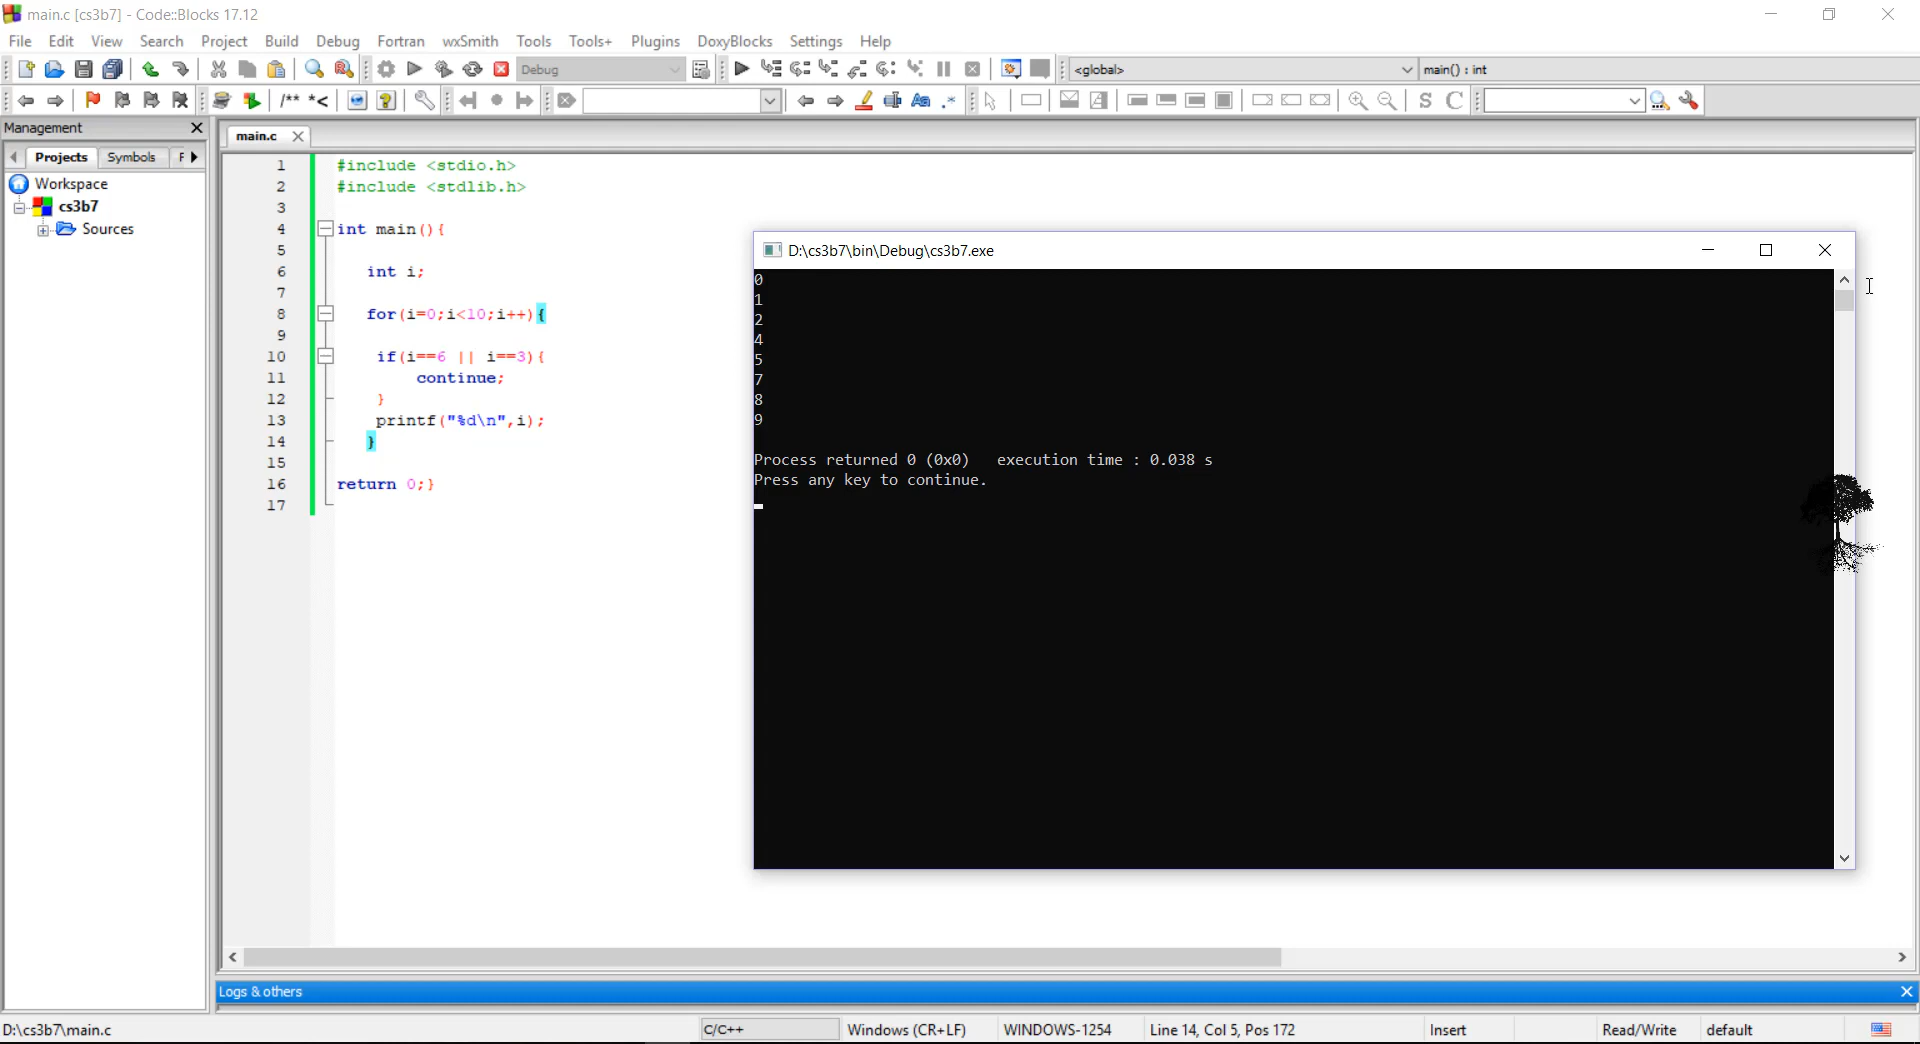 main.c [cs3b7] - Code::Blocks 17.12
File Edit View Search Project Build Debug Fortran wxSmith Tools Tools+ Plugins DoxyBlocks Settings Help
Debug <global> main() : int
/** *< Aa .* S C
Management
Projects Symbols F
Workspace
cs3b7
Sources
main.c
1 #include <stdio.h>
2 #include <stdlib.h>
3
4 int main(){
5
6 int i;
7
8 for(i=0;i<10;i++){
9
10 if(i==6 || i==3){
11 continue;
12 }
13 printf("%d\n",i);
14 }
15
16 return 0;}
17
D:\cs3b7\bin\Debug\cs3b7.exe
0
1
2
4
5
7
8
9
Process returned 0 (0x0)   execution time : 0.038 s
Press any key to continue.
Logs & others
D:\cs3b7\main.c C/C++ Windows (CR+LF) WINDOWS-1254 Line 14, Col 5, Pos 172 Insert Read/Write default